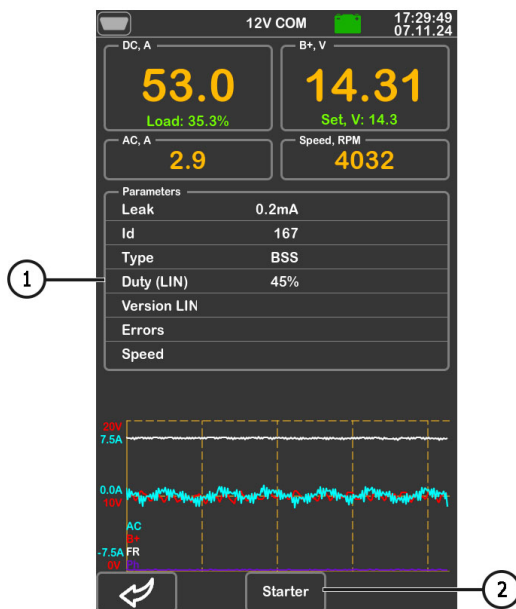 12V COM
17:29:49
07.11.24
DC, A
53.0
Load: 35.3%
B+, V
14.31
Set, V: 14.3
AC, A
2.9
Speed, RPM
4032
Parameters
Leak 0.2mA
Id 167
Type BSS
Duty (LIN) 45%
Version LIN
Errors
Speed
1
20V
7.5A
0.0A
10V
AC
B+
-7.5A FR
0V Ph
Starter
2